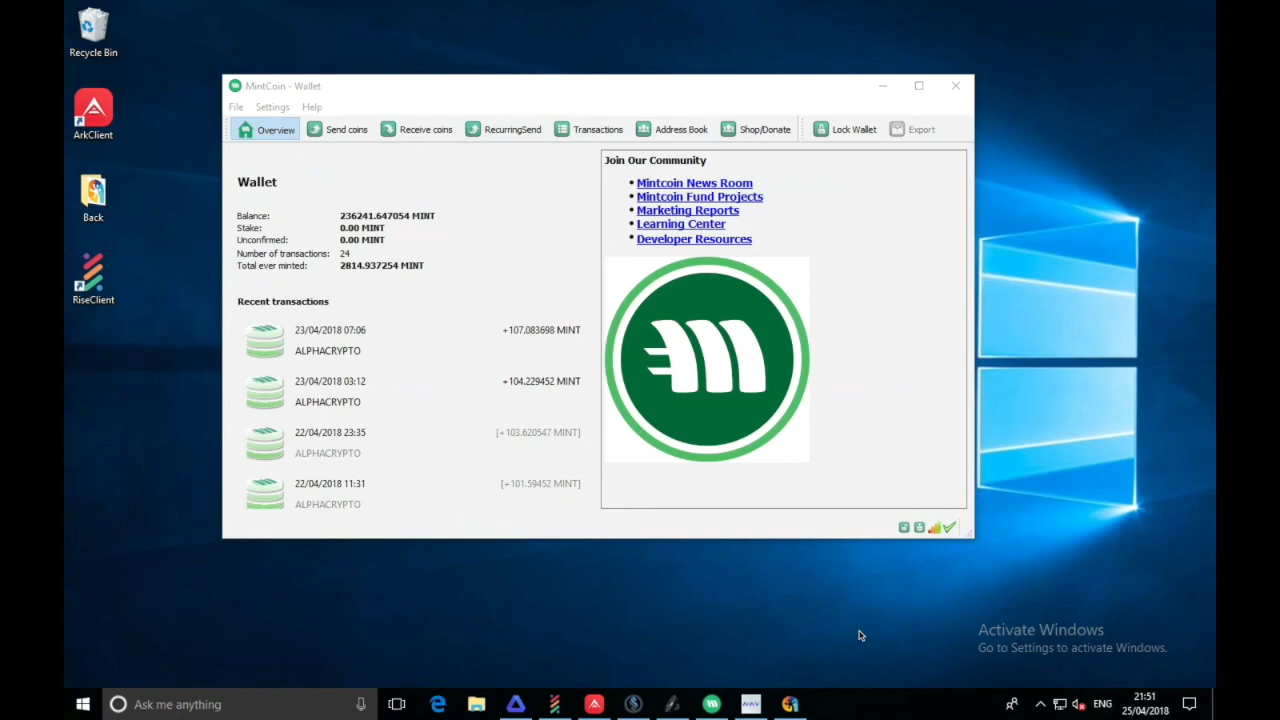 Recycle Bin
ArkClient
Back
RiseClient
MintCoin - Wallet
File Settings Help
Overview Send coins Receive coins RecurringSend Transactions Address Book Shop/Donate Lock Wallet Export
Wallet
Balance: 236241.647054 MINT
Stake: 0.00 MINT
Unconfirmed: 0.00 MINT
Number of transactions: 24
Total ever minted: 2814.937254 MINT
Recent transactions
23/04/2018 07:06 +107.083698 MINT
ALPHACRYPTO
23/04/2018 03:12 +104.229452 MINT
ALPHACRYPTO
22/04/2018 23:35 [+103.620547 MINT]
ALPHACRYPTO
22/04/2018 11:31 [+101.59452 MINT]
ALPHACRYPTO
Join Our Community
• Mintcoin News Room
• Mintcoin Fund Projects
• Marketing Reports
• Learning Center
• Developer Resources
Activate Windows
Go to Settings to activate Windows.
Ask me anything
NAV
ENG
21:51
25/04/2018